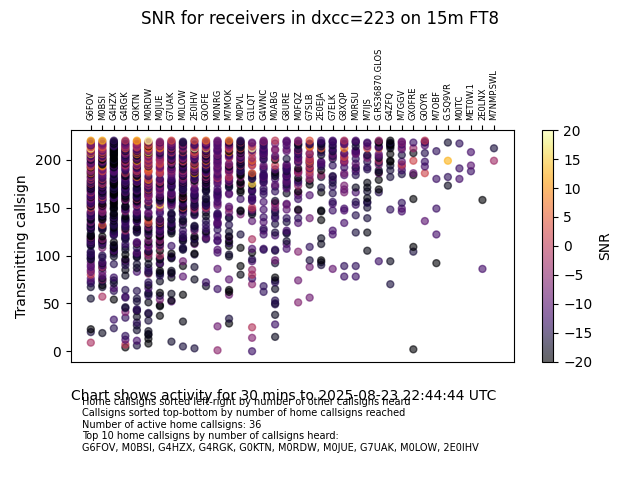 SNR for receivers in dxcc=223 on 15m FT8
G6FOV M0BSI G4HZX G4RGK G0KTN M0RDW M0JUE G7UAK M0LOW 2E0IHV G0OFE M0NRG M7MOK M0PVL G1LQT G4WNC M0ABG G8URE M0FQZ G7SLB 2E0EJA G7ELK G8XQP M0RSU M7IJS G-RS36870.GLOS G4ZFQ M7GGV GX0FRE G0OYR M7OBF G-SQ9VR M0ITC MET0W.1 2E0LNX M7NMP.SWL
Transmitting callsign
200
150
100
50
0
20
15
10
5
0
−5
−10
−15
−20
SNR
Chart shows activity for 30 mins to 2025-08-23 22:44:44 UTC
Home callsigns sorted left-right by number of other callsigns heard
Callsigns sorted top-bottom by number of home callsigns reached
Number of active home callsigns: 36
Top 10 home callsigns by number of callsigns heard:
G6FOV, M0BSI, G4HZX, G4RGK, G0KTN, M0RDW, M0JUE, G7UAK, M0LOW, 2E0IHV